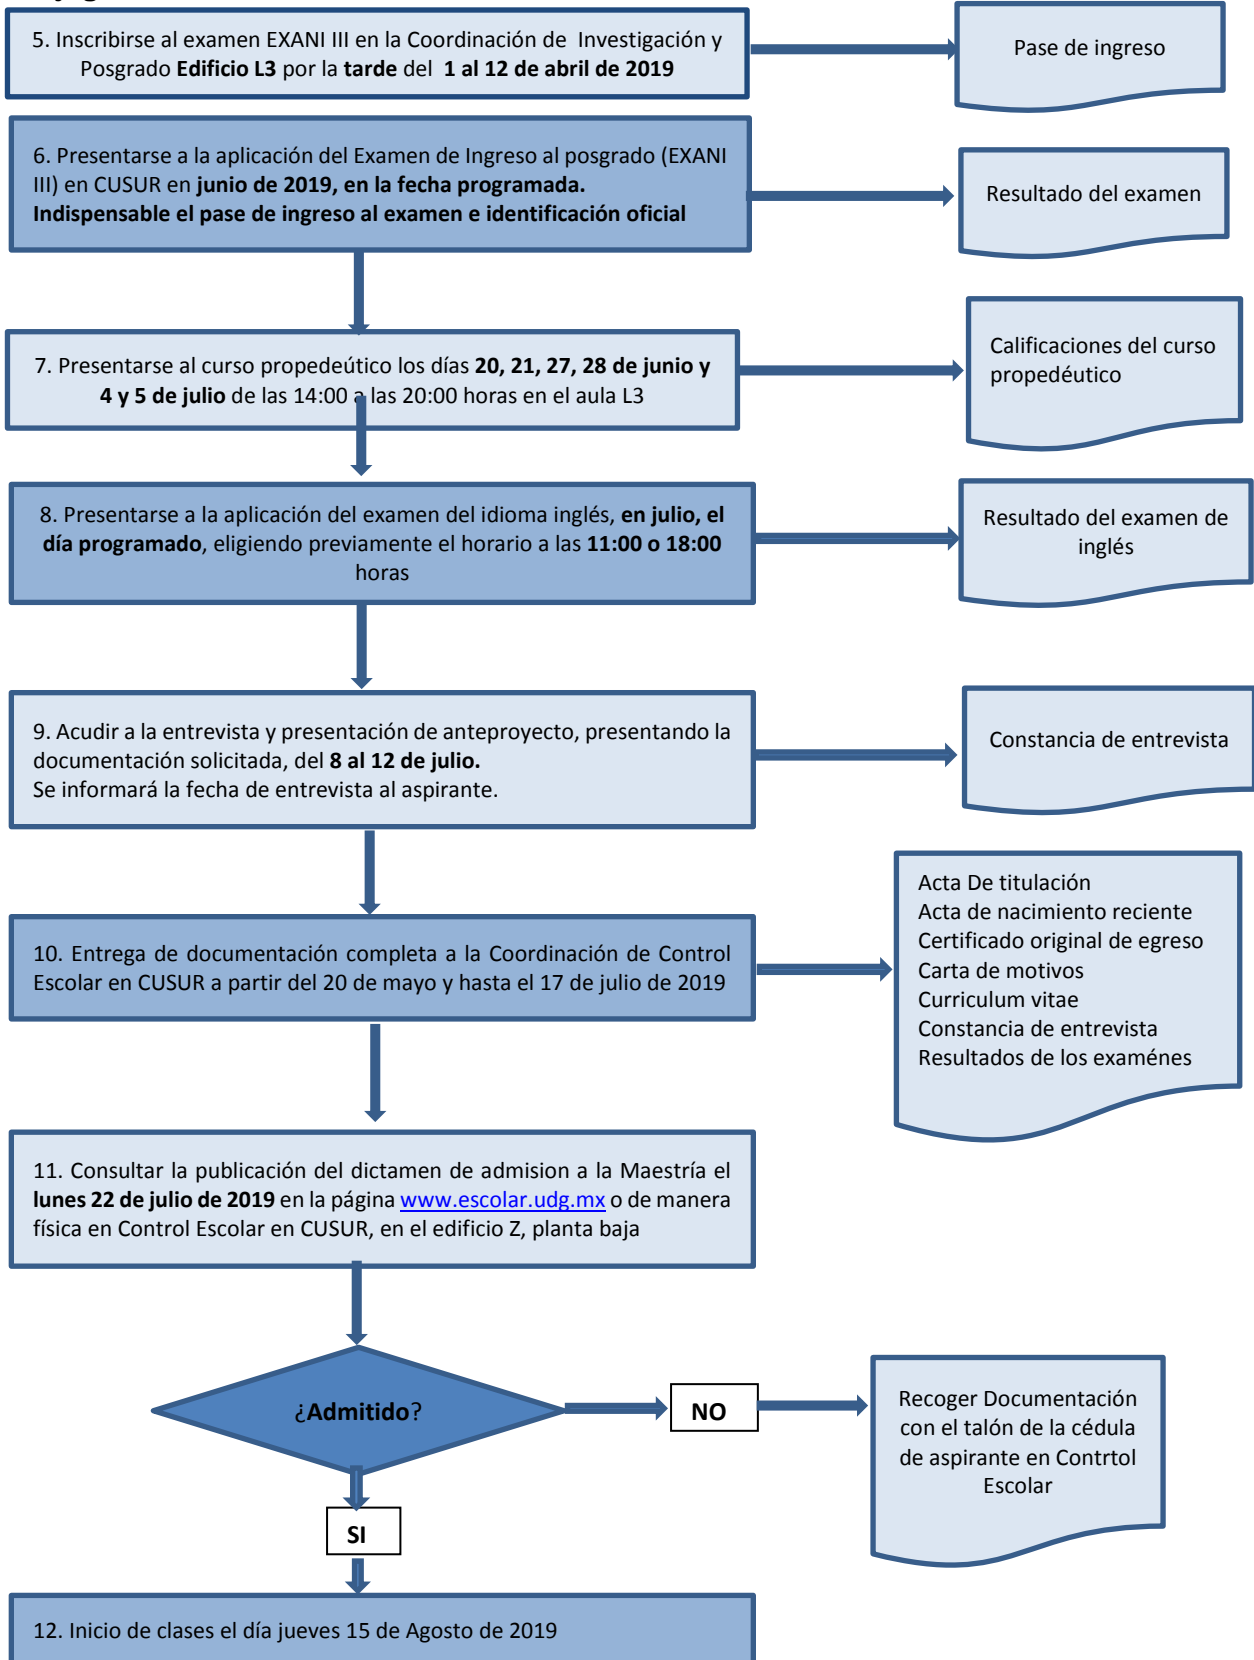 5. Inscribirse al examen EXANI III en la Coordinación de Investigación y
Posgrado Edificio L3 por la tarde del 1 al 12 de abril de 2019
Pase de ingreso
6. Presentarse a la aplicación del Examen de Ingreso al posgrado (EXANI
III) en CUSUR en junio de 2019, en la fecha programada.
Indispensable el pase de ingreso al examen e identificación oficial
Resultado del examen
7. Presentarse al curso propedeútico los días 20, 21, 27, 28 de junio y
4 y 5 de julio de las 14:00 a las 20:00 horas en el aula L3
Calificaciones del curso
propedéutico
8. Presentarse a la aplicación del examen del idioma inglés, en julio, el
día programado, eligiendo previamente el horario a las 11:00 o 18:00
horas
Resultado del examen de
inglés
9. Acudir a la entrevista y presentación de anteproyecto, presentando la
documentación solicitada, del 8 al 12 de julio.
Se informará la fecha de entrevista al aspirante.
Constancia de entrevista
10. Entrega de documentación completa a la Coordinación de Control
Escolar en CUSUR a partir del 20 de mayo y hasta el 17 de julio de 2019
Acta De titulación
Acta de nacimiento reciente
Certificado original de egreso
Carta de motivos
Curriculum vitae
Constancia de entrevista
Resultados de los examénes
11. Consultar la publicación del dictamen de admision a la Maestría el
lunes 22 de julio de 2019 en la página www.escolar.udg.mx o de manera
física en Control Escolar en CUSUR, en el edificio Z, planta baja
¿Admitido?
NO
Recoger Documentación
con el talón de la cédula
de aspirante en Contrtol
Escolar
SI
12. Inicio de clases el día jueves 15 de Agosto de 2019